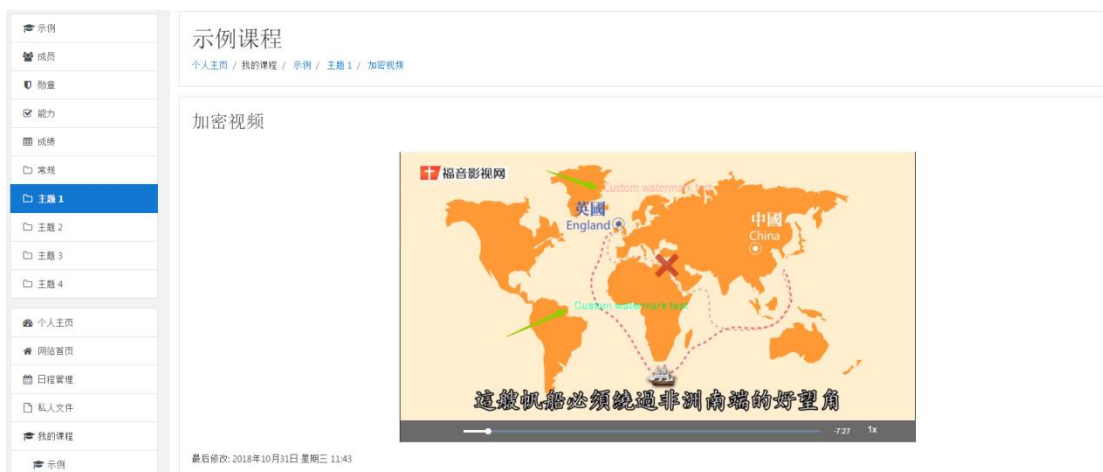 示例
成员
勋章
能力
成绩
常规
主题 1
主题 2
主题 3
主题 4
个人主页
网站首页
日程管理
私人文件
我的课程
示例
示例课程
个人主页 / 我的课程 / 示例 / 主题 1 / 加密视频
加密视频
福音影视网
Custom watermark test
英國
England
中國
China
Custom watermark test
這艘帆船必須繞過非洲南端的好望角
-7:27 1x
最后修改: 2018年10月31日 星期三 11:43